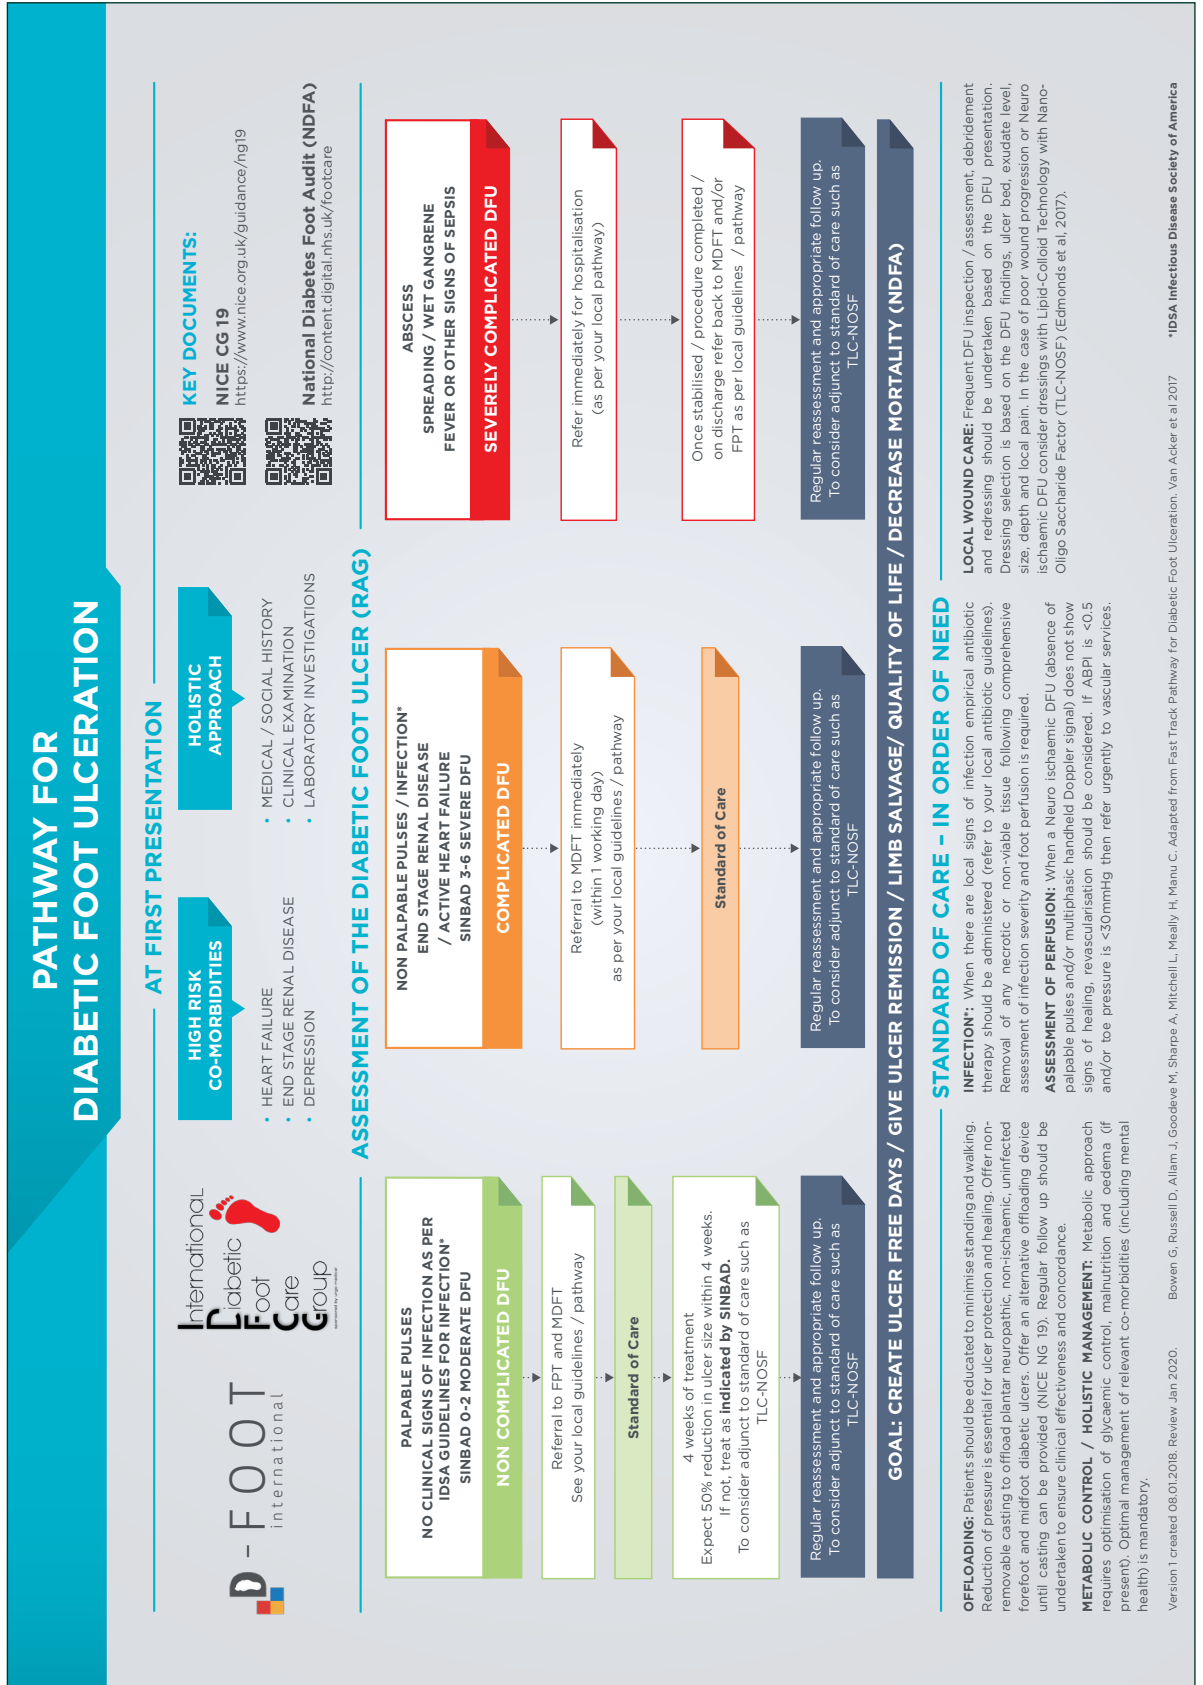 PATHWAY FOR
DIABETIC FOOT ULCERATION
D-FOOT
international
International
Diabetic
Foot
Care
Group
AT FIRST PRESENTATION
HIGH RISK
CO-MORBIDITIES
• HEART FAILURE
• END STAGE RENAL DISEASE
• DEPRESSION
HOLISTIC
APPROACH
• MEDICAL / SOCIAL HISTORY
• CLINICAL EXAMINATION
• LABORATORY INVESTIGATIONS
KEY DOCUMENTS:
NICE CG 19
https://www.nice.org.uk/guidance/ng19
National Diabetes Foot Audit (NDFA)
http://content.digital.nhs.uk/footcare
ASSESSMENT OF THE DIABETIC FOOT ULCER (RAG)
PALPABLE PULSES
NO CLINICAL SIGNS OF INFECTION AS PER
IDSA GUIDELINES FOR INFECTION*
SINBAD 0-2 MODERATE DFU
NON COMPLICATED DFU
Referral to FPT and MDFT
See your local guidelines / pathway
Standard of Care
4 weeks of treatment
Expect 50% reduction in ulcer size within 4 weeks.
If not, treat as indicated by SINBAD.
To consider adjunct to standard of care such as
TLC-NOSF
Regular reassessment and appropriate follow up.
To consider adjunct to standard of care such as
TLC-NOSF
NON PALPABLE PULSES / INFECTION*
END STAGE RENAL DISEASE
/ ACTIVE HEART FAILURE
SINBAD 3-6 SEVERE DFU
COMPLICATED DFU
Referral to MDFT immediately
(within 1 working day)
as per your local guidelines / pathway
Standard of Care
Regular reassessment and appropriate follow up.
To consider adjunct to standard of care such as
TLC-NOSF
ABSCESS
SPREADING / WET GANGRENE
FEVER OR OTHER SIGNS OF SEPSIS
SEVERELY COMPLICATED DFU
Refer immediately for hospitalisation
(as per your local pathway)
Once stabilised / procedure completed /
on discharge refer back to MDFT and/or
FPT as per local guidelines / pathway
Regular reassessment and appropriate follow up.
To consider adjunct to standard of care such as
TLC-NOSF
GOAL: CREATE ULCER FREE DAYS / GIVE ULCER REMISSION / LIMB SALVAGE/ QUALITY OF LIFE / DECREASE MORTALITY (NDFA)
STANDARD OF CARE – IN ORDER OF NEED
OFFLOADING: Patients should be educated to minimise standing and walking.
Reduction of pressure is essential for ulcer protection and healing. Offer non-
removable casting to offload plantar neuropathic, non-ischaemic, uninfected
forefoot and midfoot diabetic ulcers. Offer an alternative offloading device
until casting can be provided (NICE NG 19). Regular follow up should be
undertaken to ensure clinical effectiveness and concordance.
METABOLIC CONTROL / HOLISTIC MANAGEMENT: Metabolic approach
requires optimisation of glycaemic control, malnutrition and oedema (if
present). Optimal management of relevant co-morbidities (including mental
health) is mandatory.
INFECTION*: When there are local signs of infection empirical antibiotic
therapy should be administered (refer to your local antibiotic guidelines).
Removal of any necrotic or non-viable tissue following comprehensive
assessment of infection severity and foot perfusion is required.
ASSESSMENT OF PERFUSION: When a Neuro ischaemic DFU (absence of
palpable pulses and/or multiphasic handheld Doppler signal) does not show
signs of healing, revascularisation should be considered. If ABPI is <0.5
and/or toe pressure is <30mmHg then refer urgently to vascular services.
LOCAL WOUND CARE: Frequent DFU inspection / assessment, debridement
and redressing should be undertaken based on the DFU presentation.
Dressing selection is based on the DFU findings, ulcer bed, exudate level,
size, depth and local pain. In the case of poor wound progression or Neuro
ischaemic DFU consider dressings with Lipid-Colloid Technology with Nano-
Oligo Saccharide Factor (TLC-NOSF) (Edmonds et al, 2017).
Version 1 created 08.01.2018. Review Jan 2020.
Bowen G, Russell D, Allam J, Goodeve M, Sharpe A, Mitchell L, Meally H, Manu C. Adapted from Fast Track Pathway for Diabetic Foot Ulceration. Van Acker et al 2017
*IDSA Infectious Disease Society of America